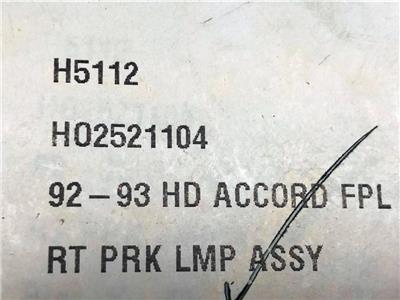 H5112
HO2521104
92-93 HD ACCORD FPL
RT PRK LMP ASSY